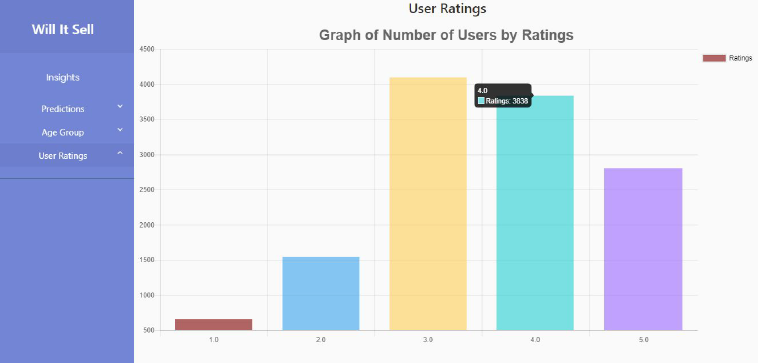 Will It Sell
Insights
Predictions
Age Group
User Ratings
User Ratings
Graph of Number of Users by Ratings
Ratings
4500
4000
3500
3000
2500
2000
1500
1000
500
4.0
Ratings: 3838
1.0
2.0
3.0
4.0
5.0